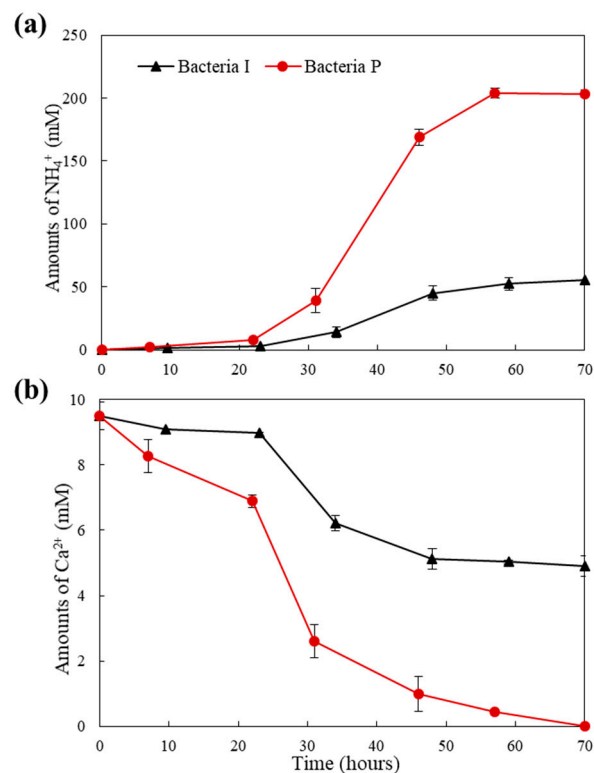 (a)
250
200
150
100
50
0
Amounts of NH₄⁺ (mM)
Bacteria I
Bacteria P
0 10 20 30 40 50 60 70
(b)
10
8
6
4
2
0
Amounts of Ca²⁺ (mM)
0 10 20 30 40 50 60 70
Time (hours)